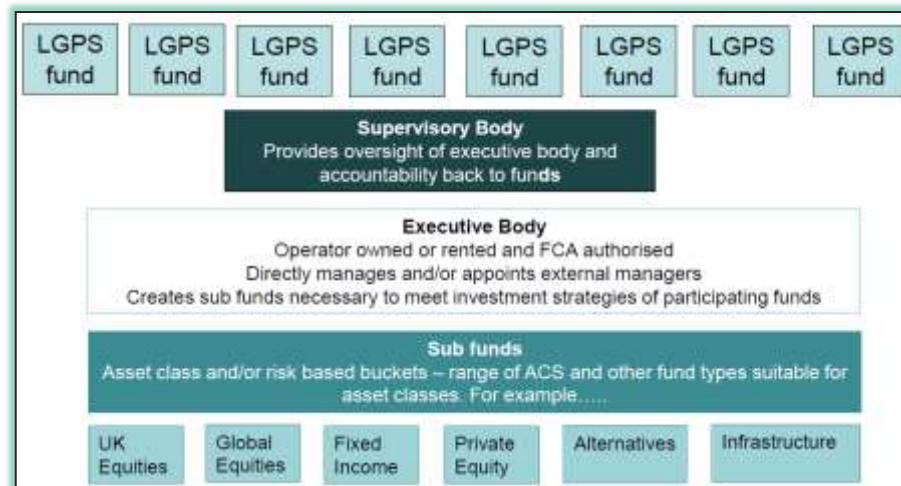 LGPS fund
LGPS fund
LGPS fund
LGPS fund
LGPS fund
LGPS fund
LGPS fund
LGPS fund
Supervisory Body
Provides oversight of executive body and
accountability back to funds
Executive Body
Operator owned or rented and FCA authorised
Directly manages and/or appoints external managers
Creates sub funds necessary to meet investment strategies of participating funds
Sub funds
Asset class and/or risk based buckets – range of ACS and other fund types suitable for
asset classes. For example.....
UK
Equities
Global
Equities
Fixed
Income
Private
Equity
Alternatives
Infrastructure